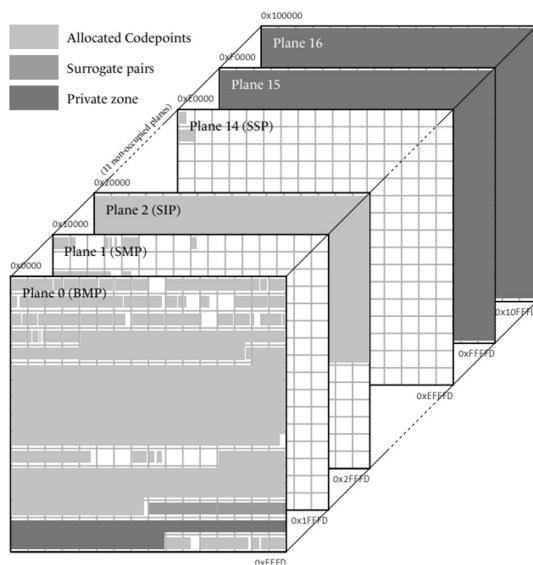 0x100000
Allocated Codepoints
Plane 16
0xF0000
Surrogate pairs
Plane 15
Private zone
0xE0000
Plane 14 (SSP)
(11 non-occupied planes)
0x20000
Plane 2 (SIP)
0x10000
Plane 1 (SMP)
0x0000
Plane 0 (BMP)
0x10FFFD
0xFFFFD
0xEFFFD
0x2FFFD
0x1FFFD
0xFFFD